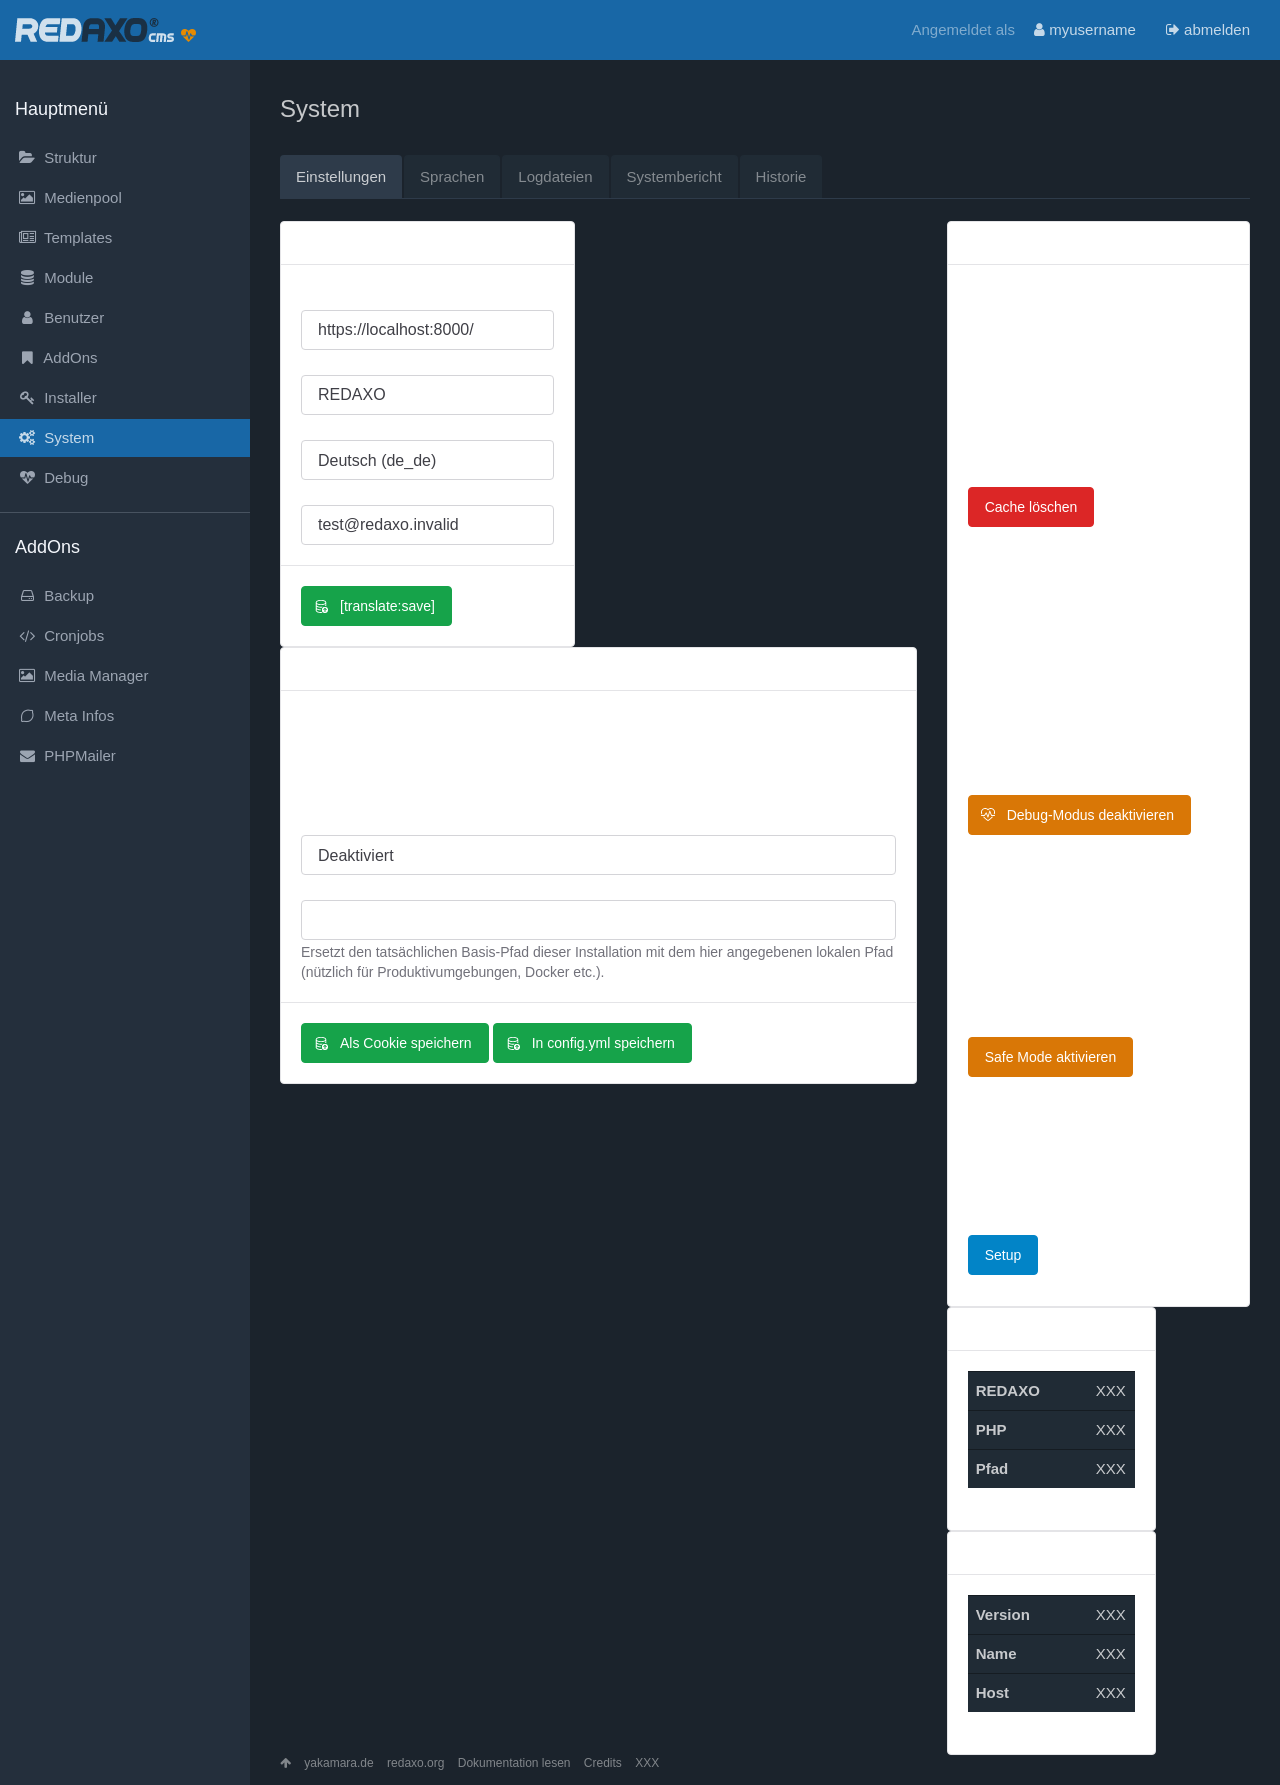 REDAXO® cms
Angemeldet als myusername abmelden
Hauptmenü
Struktur
Medienpool
Templates
Module
Benutzer
AddOns
Installer
System
Debug
AddOns
Backup
Cronjobs
Media Manager
Meta Infos
PHPMailer
System
Einstellungen Sprachen Logdateien Systembericht Historie
https://localhost:8000/
REDAXO
Deutsch (de_de)
test@redaxo.invalid
[translate:save]
Deaktiviert
Ersetzt den tatsächlichen Basis-Pfad dieser Installation mit dem hier angegebenen lokalen Pfad
(nützlich für Produktivumgebungen, Docker etc.).
Als Cookie speichern In config.yml speichern
Cache löschen
Debug-Modus deaktivieren
Safe Mode aktivieren
Setup
REDAXO XXX
PHP XXX
Pfad XXX
Version XXX
Name XXX
Host XXX
yakamara.de redaxo.org Dokumentation lesen Credits XXX